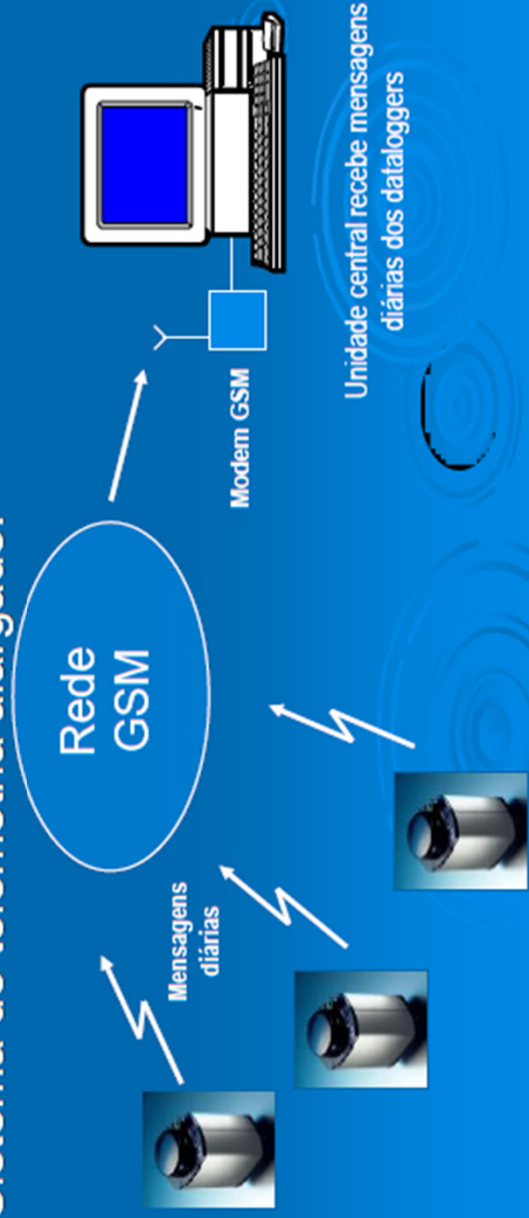 Rede
GSM
Mensagens
diárias
Modem GSM
Unidade central recebe mensagens
diárias dos dataloggers